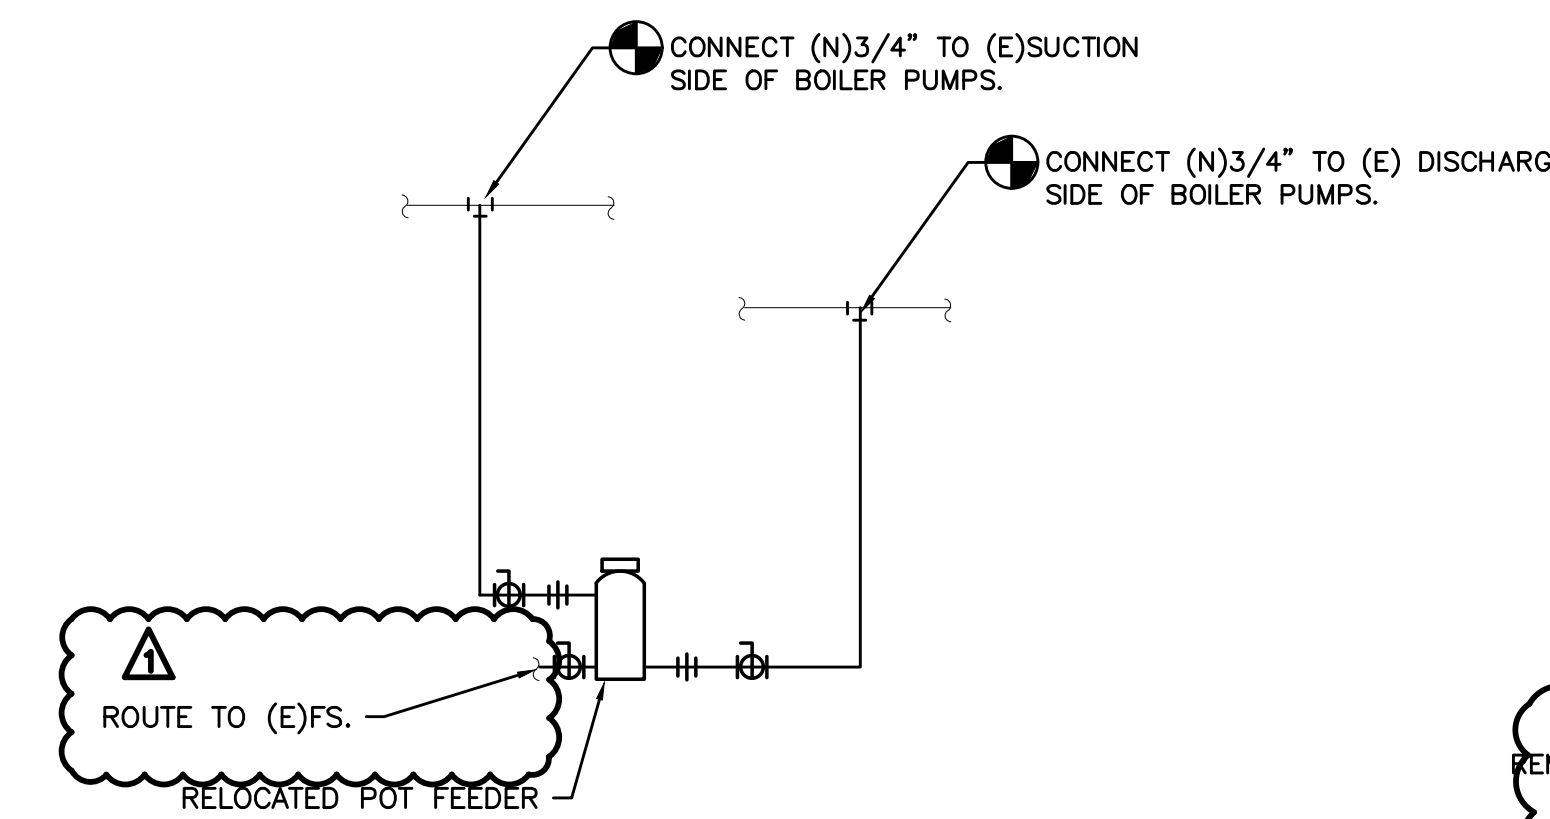 CONNECT (N)3/4" TO (E)SUCTION
SIDE OF BOILER PUMPS.
CONNECT (N)3/4" TO (E) DISCHARG
SIDE OF BOILER PUMPS.
1
ROUTE TO (E)FS.
RELOCATED POT FEEDER